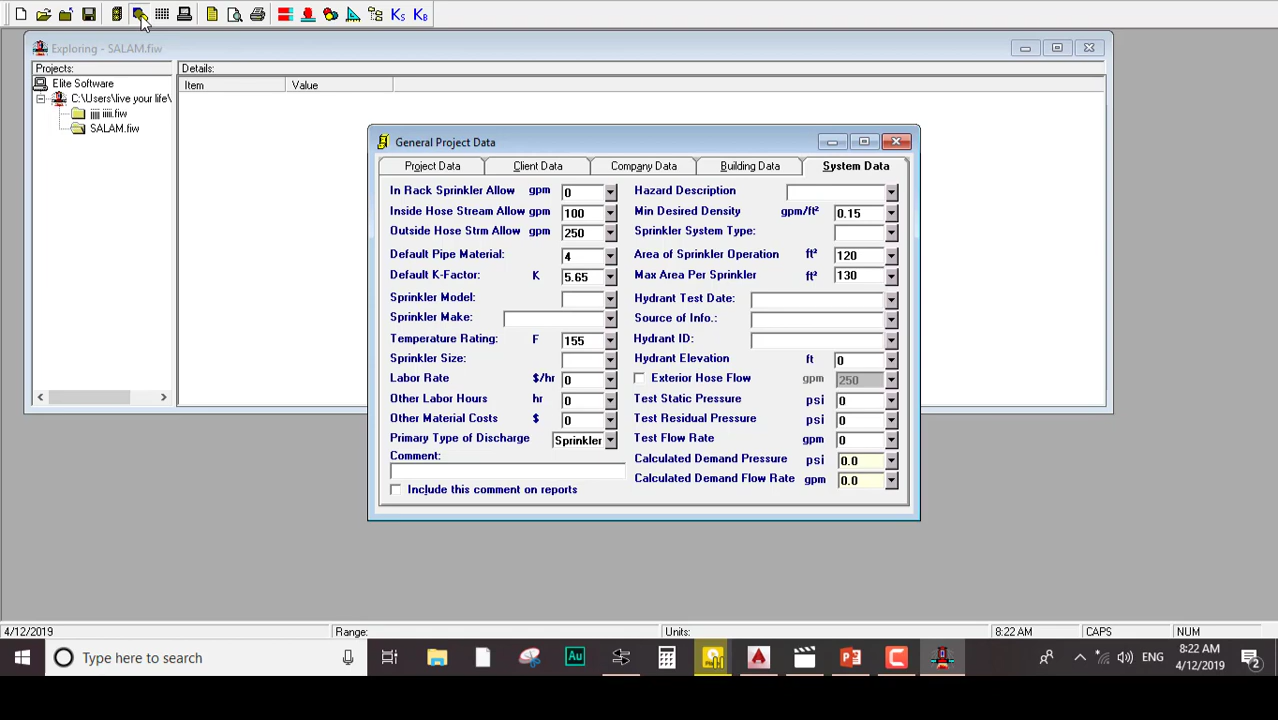 KS KB
Exploring - SALAM.fiw
Projects: Details:
Elite Software Item Value
C:\Users\live your life\
.fiw
SALAM.fiw
General Project Data
Project Data Client Data Company Data Building Data System Data
In Rack Sprinkler Allow gpm 0 Hazard Description
Inside Hose Stream Allow gpm 100 Min Desired Density gpm/ft² 0.15
Outside Hose Strm Allow gpm 250 Sprinkler System Type:
Default Pipe Material: 4 Area of Sprinkler Operation ft² 120
Default K-Factor: K 5.65 Max Area Per Sprinkler ft² 130
Sprinkler Model: Hydrant Test Date:
Sprinkler Make: Source of Info.:
Temperature Rating: F 155 Hydrant ID:
Sprinkler Size: Hydrant Elevation ft 0
Labor Rate $/hr 0 Exterior Hose Flow gpm 250
Other Labor Hours hr 0 Test Static Pressure psi 0
Other Material Costs $ 0 Test Residual Pressure psi 0
Primary Type of Discharge Sprinkler Test Flow Rate gpm 0
Comment: Calculated Demand Pressure psi 0.0
Calculated Demand Flow Rate gpm 0.0
Include this comment on reports
4/12/2019 Range: Units: 8:22 AM CAPS NUM
Type here to search Au ENG 8:22 AM
4/12/2019 2